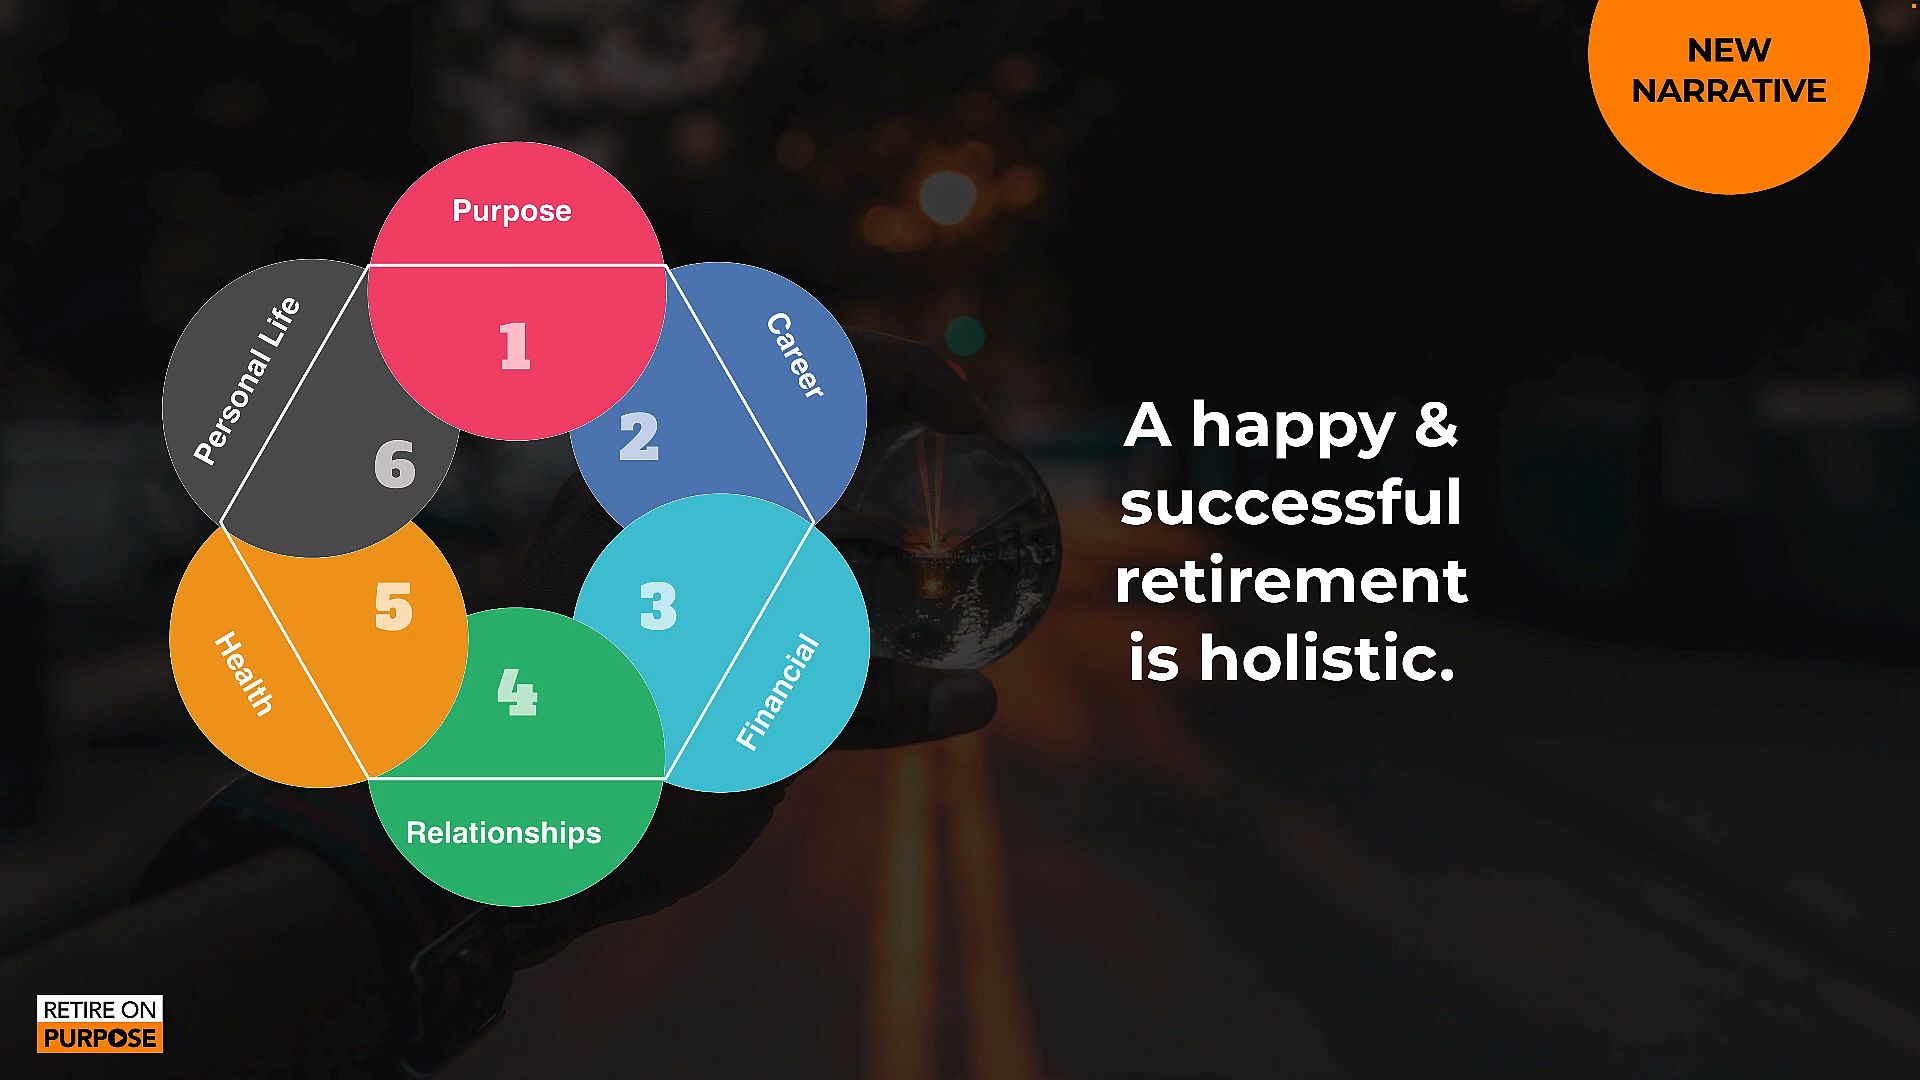 NEW
NARRATIVE
Purpose
1
Career
2
Financial
3
Relationships
4
Health
5
Personal Life
6
A happy &
successful
retirement
is holistic.
RETIRE ON
PURPOSE